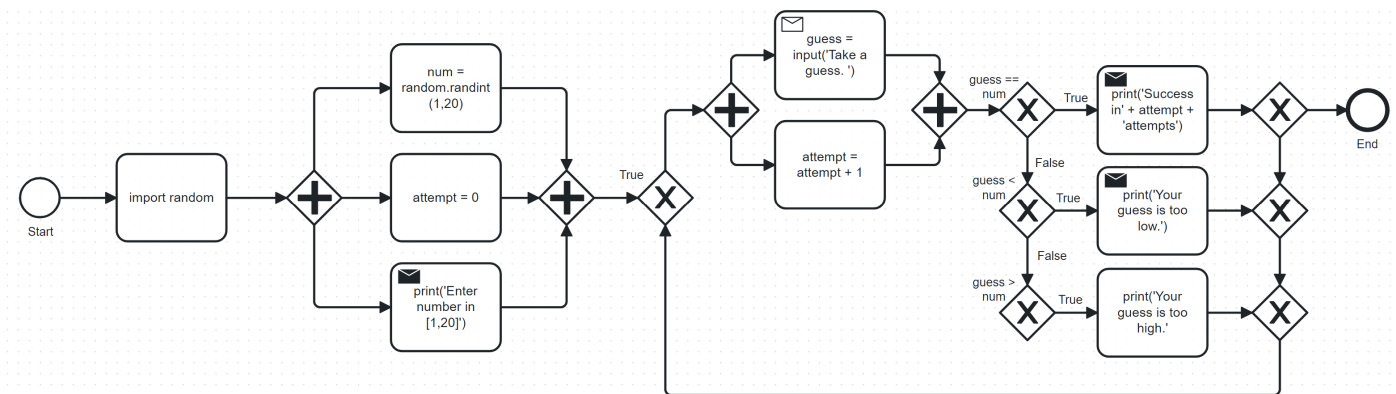 Start
import random
num =
random.randint
(1,20)
attempt = 0
print('Enter
number in
[1,20]')
True
guess =
input('Take a
guess. ')
attempt =
attempt + 1
guess ==
num
True
print('Success
in' + attempt +
'attempts')
End
False
guess <
num
True
print('Your
guess is too
low.')
False
guess >
num
True
print('Your
guess is too
high.'